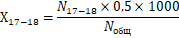 X₁₇₋₁₈ = N₁₇₋₁₈ × 0,5 × 1000 / Nобщ